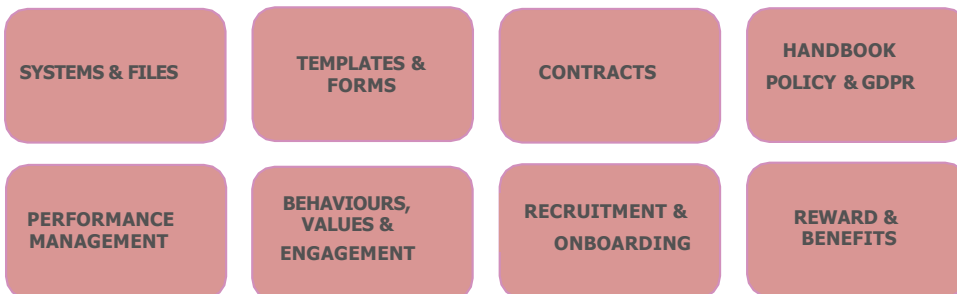 SYSTEMS & FILES
TEMPLATES &
FORMS
CONTRACTS
HANDBOOK
POLICY & GDPR
PERFORMANCE
MANAGEMENT
BEHAVIOURS,
VALUES &
ENGAGEMENT
RECRUITMENT &
ONBOARDING
REWARD &
BENEFITS